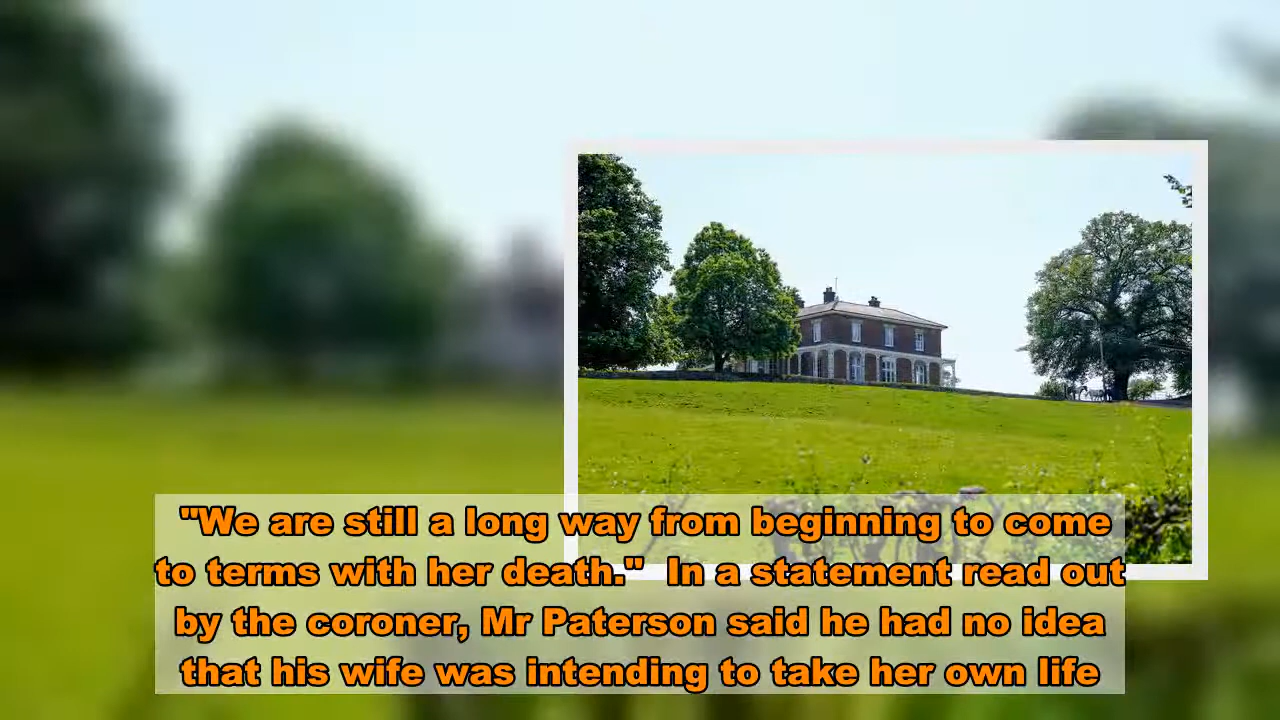 "We are still a long way from beginning to come
to terms with her death."  In a statement read out
by the coroner, Mr Paterson said he had no idea
that his wife was intending to take her own life